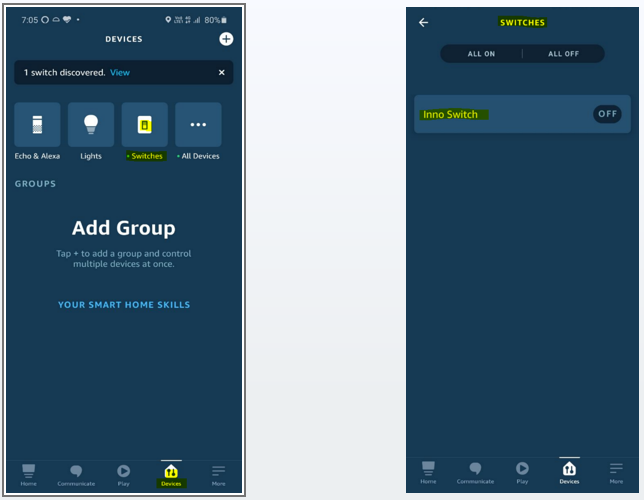 7:05
80%
DEVICES
1 switch discovered. View
Echo & Alexa
Lights
Switches
All Devices
GROUPS
Add Group
Tap + to add a group and control
multiple devices at once.
YOUR SMART HOME SKILLS
Home
Communicate
Play
Devices
More
SWITCHES
ALL ON
ALL OFF
Inno Switch
OFF
Home
Communicate
Play
Devices
More